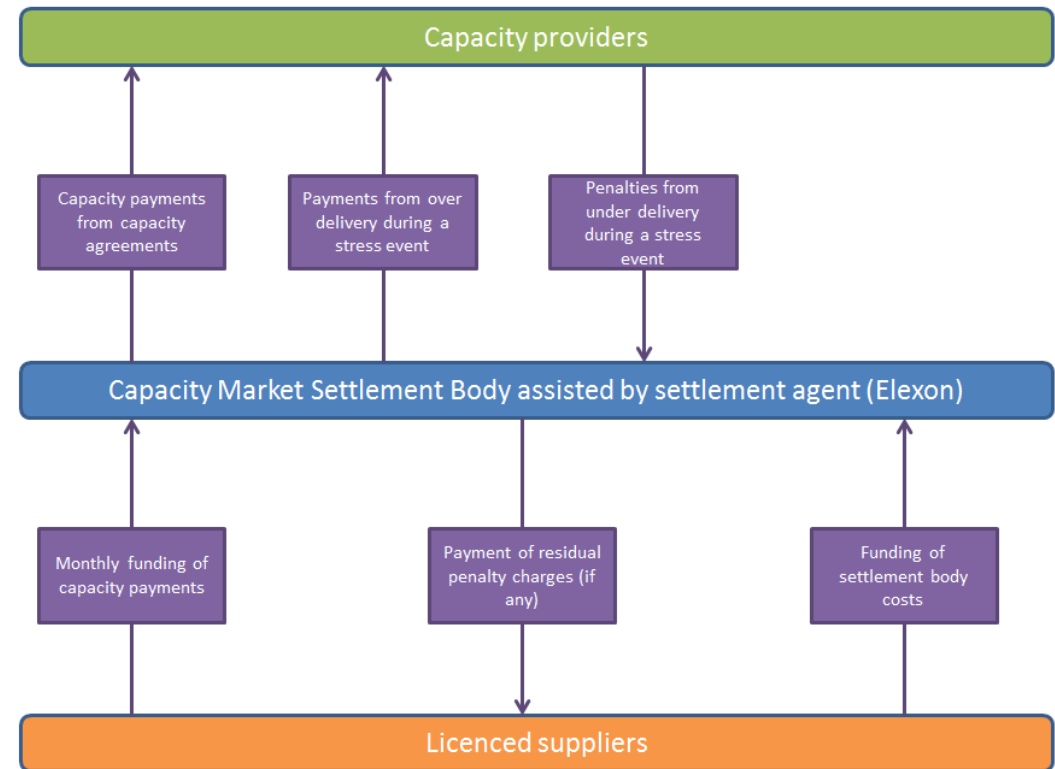 Capacity providers
Capacity payments
from capacity
agreements
Payments from over
delivery during a
stress event
Penalties from
under delivery
during a stress
event
Capacity Market Settlement Body assisted by settlement agent (Elexon)
Monthly funding of
capacity payments
Payment of residual
penalty charges (if
any)
Funding of
settlement body
costs
Licenced suppliers